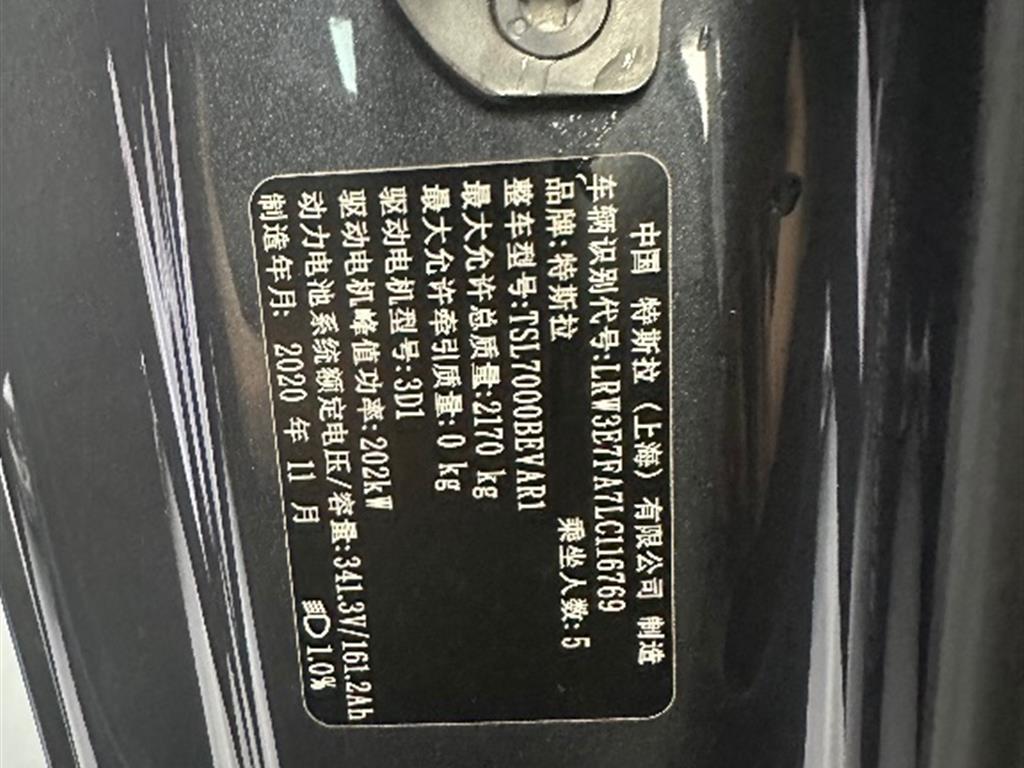 中国 特斯拉（上海）有限公司 制造
车辆识别代号:LRW3E7FA7LC116769
品牌:特斯拉 乘坐人数:5
整车型号:TSL7000BEVAR1
最大允许总质量:2170 kg
最大允许牵引质量:0 kg
驱动电机型号:3D1
驱动电机峰值功率:202kW
动力电池系统额定电压/容量:341.3V/161.2Ah
制造年月: 2020 年 11 月 1.0%